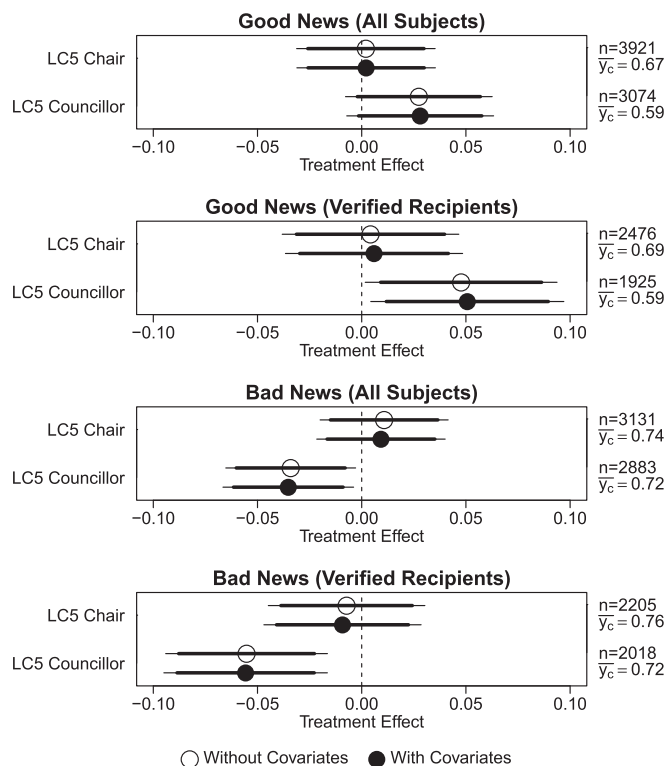 Good News (All Subjects)
LC5 Chair
n=3921
y̅c = 0.67
LC5 Councillor
n=3074
y̅c = 0.59
−0.10 −0.05 0.00 0.05 0.10
Treatment Effect
Good News (Verified Recipients)
LC5 Chair
n=2476
y̅c = 0.69
LC5 Councillor
n=1925
y̅c = 0.59
−0.10 −0.05 0.00 0.05 0.10
Treatment Effect
Bad News (All Subjects)
LC5 Chair
n=3131
y̅c = 0.74
LC5 Councillor
n=2883
y̅c = 0.72
−0.10 −0.05 0.00 0.05 0.10
Treatment Effect
Bad News (Verified Recipients)
LC5 Chair
n=2205
y̅c = 0.76
LC5 Councillor
n=2018
y̅c = 0.72
−0.10 −0.05 0.00 0.05 0.10
Treatment Effect
Without Covariates With Covariates